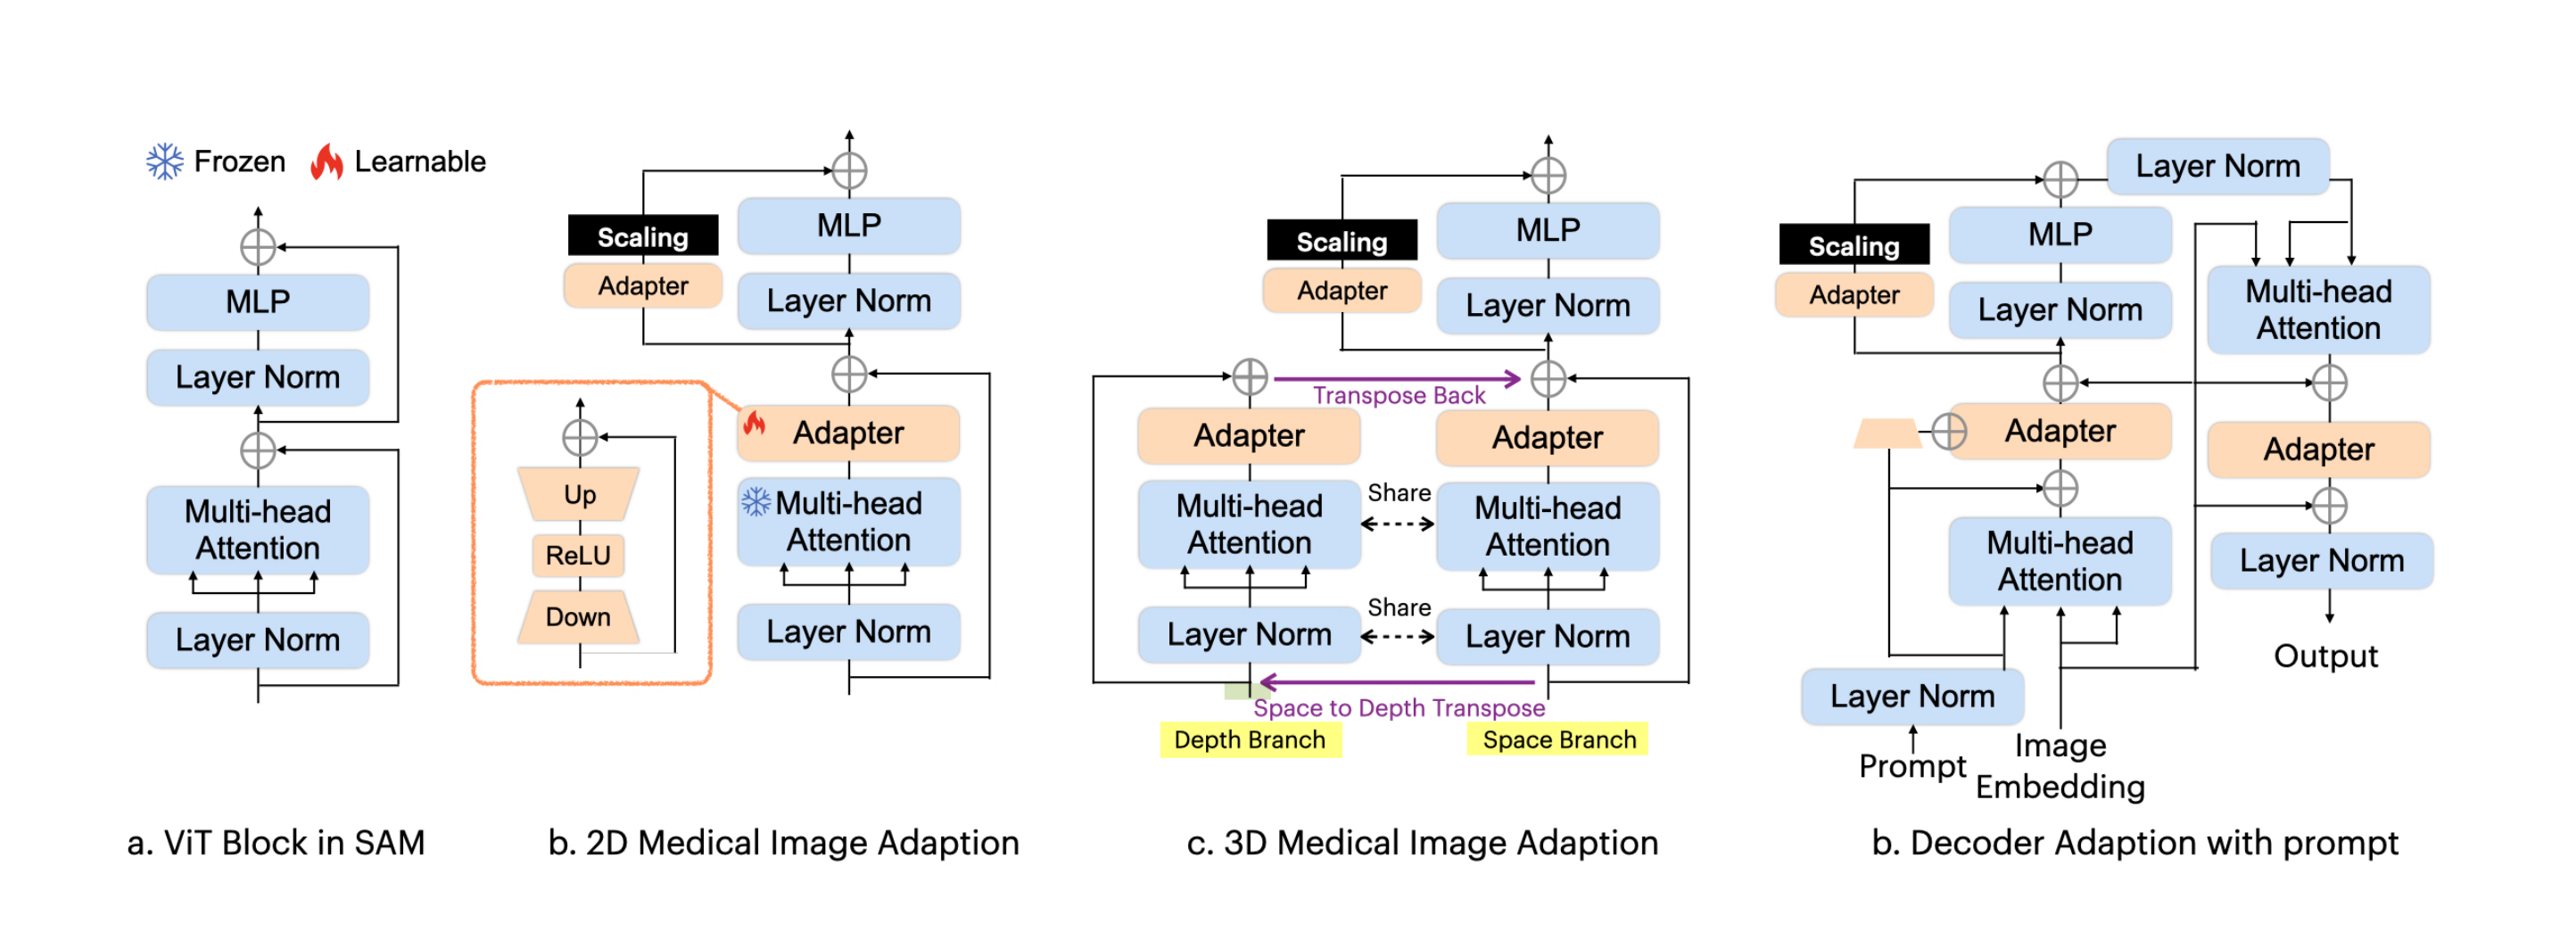 Frozen
Learnable
MLP
Layer Norm
Multi-head
Attention
Layer Norm
a. ViT Block in SAM
Scaling
Adapter
MLP
Layer Norm
Adapter
Up
ReLU
Down
Multi-head
Attention
Layer Norm
b. 2D Medical Image Adaption
Scaling
Adapter
MLP
Layer Norm
Transpose Back
Adapter
Adapter
Multi-head
Attention
Share
Multi-head
Attention
Layer Norm
Share
Layer Norm
Space to Depth Transpose
Depth Branch
Space Branch
c. 3D Medical Image Adaption
Layer Norm
Scaling
Adapter
MLP
Layer Norm
Multi-head
Attention
Adapter
Adapter
Multi-head
Attention
Layer Norm
Output
Layer Norm
Prompt
Image
Embedding
b. Decoder Adaption with prompt